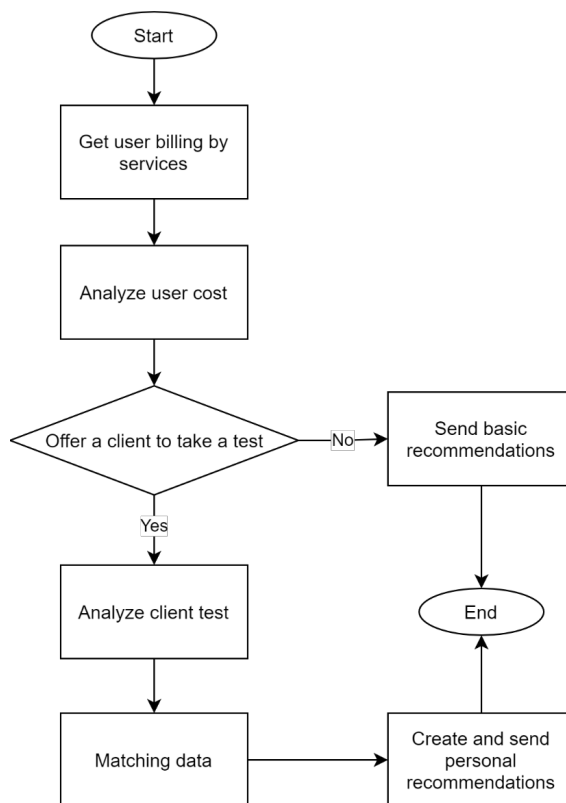 Start
Get user billing by
services
Analyze user cost
Offer a client to take a test
No
Send basic
recommendations
Yes
Analyze client test
End
Matching data
Create and send
personal
recommendations